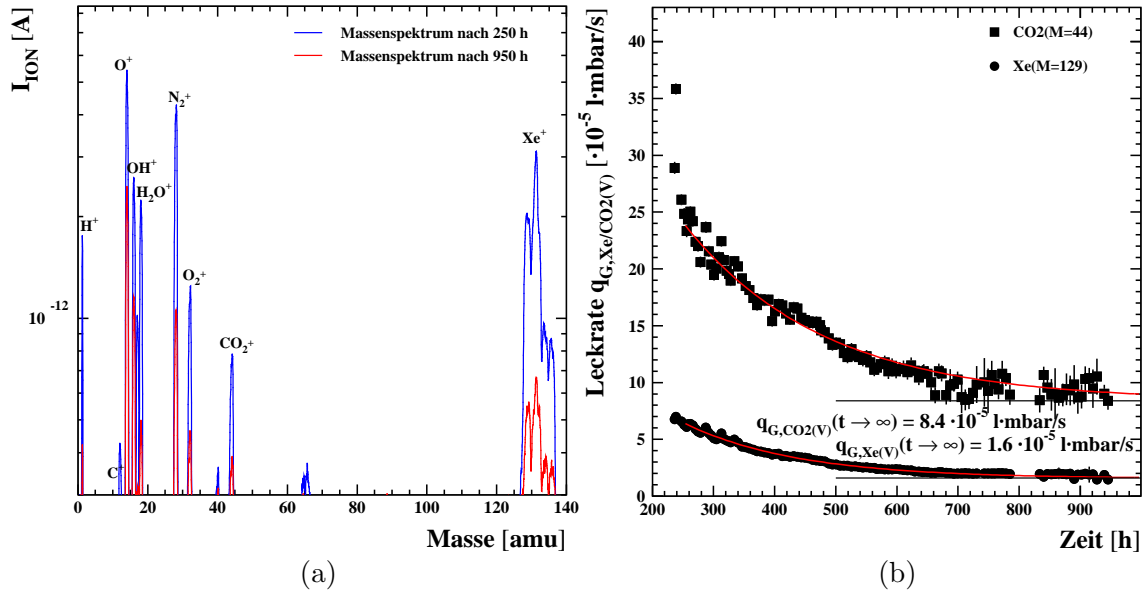 I_ION [A]
Massenspektrum nach 250 h
Massenspektrum nach 950 h
H⁺
C⁺
O⁺
OH⁺
H₂O⁺
N₂⁺
O₂⁺
CO₂⁺
Xe⁺
10⁻¹²
0 20 40 60 80 100 120 140
Masse [amu]
(a)
Leckrate q_G,Xe/CO2(V) [·10⁻⁵ l·mbar/s]
CO2(M=44)
Xe(M=129)
40
35
30
25
20
15
10
5
0
q_G,CO2(V)(t → ∞) = 8.4 ·10⁻⁵ l·mbar/s
q_G,Xe(V)(t → ∞) = 1.6 ·10⁻⁵ l·mbar/s
200 300 400 500 600 700 800 900
Zeit [h]
(b)